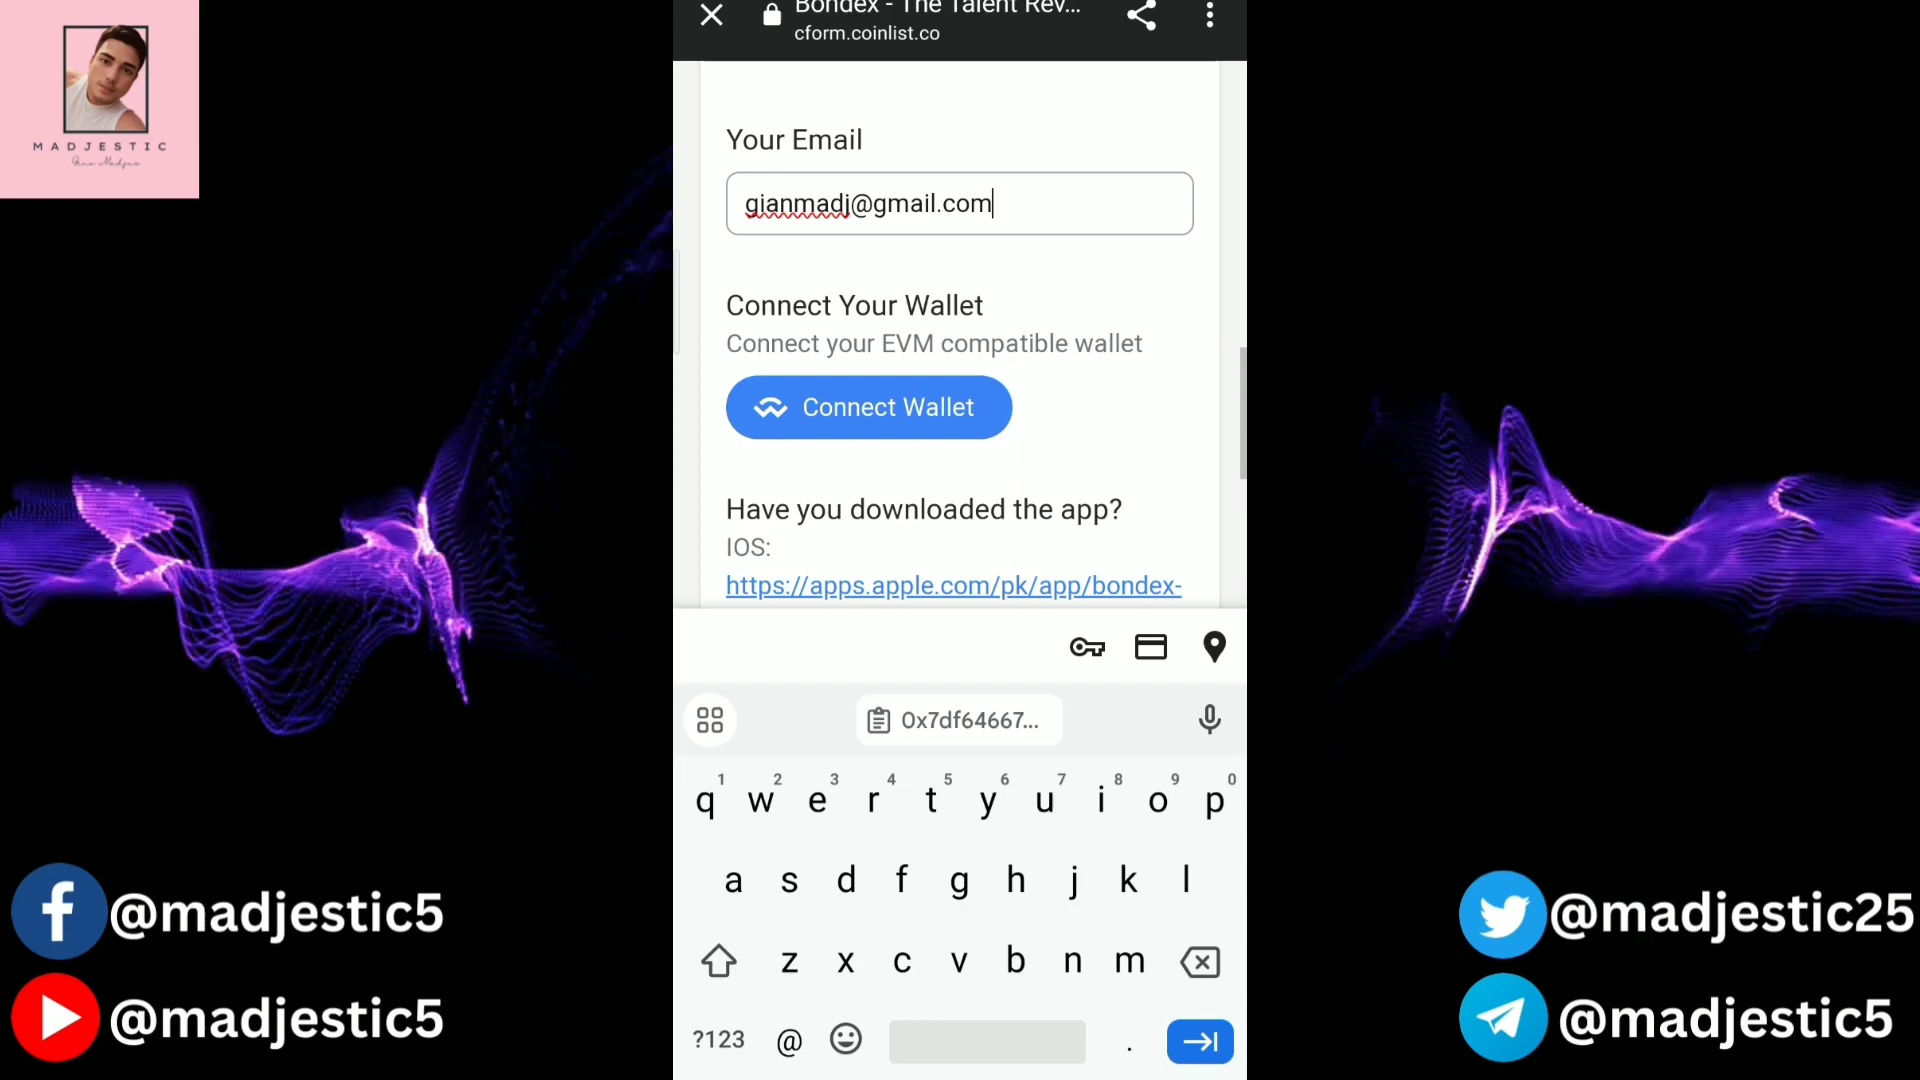 MADJESTIC
Bondex - The Talent Rev...
cform.coinlist.co
Your Email
gianmadj@gmail.com
Connect Your Wallet
Connect your EVM compatible wallet
Connect Wallet
Have you downloaded the app?
IOS:
https://apps.apple.com/pk/app/bondex-
0x7df64667...
1 2 3 4 5 6 7 8 9 0
q w e r t y u i o p
a s d f g h j k l
z x c v b n m
?123 @ .
@madjestic5
@madjestic5
@madjestic25
@madjestic5